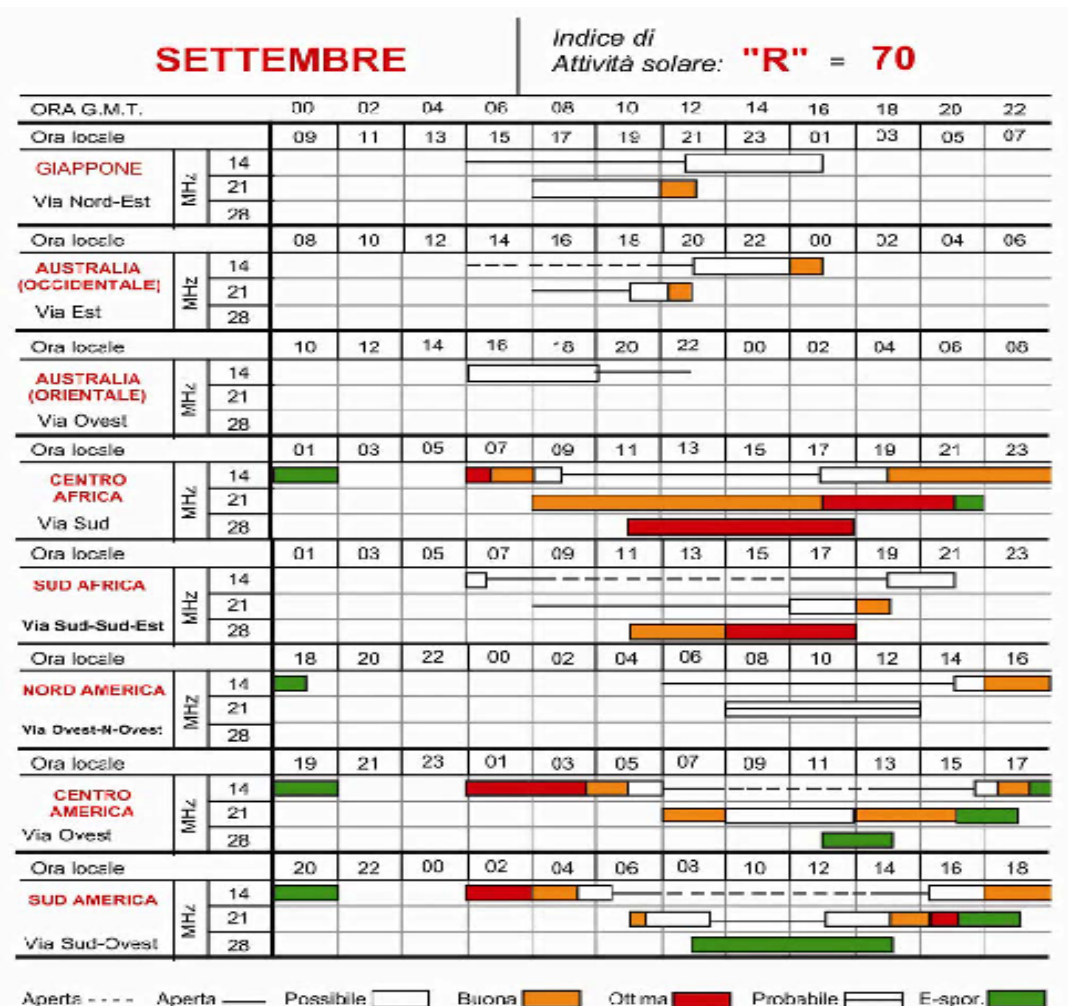 SETTEMBRE
Indice di
Attività solare: "R" = 70
ORA G.M.T. 00 02 04 06 08 10 12 14 16 18 20 22
Ora locale 09 11 13 15 17 19 21 23 01 03 05 07
GIAPPONE
Via Nord-Est
MHz
14
21
28
Ora locale 08 10 12 14 16 18 20 22 00 02 04 06
AUSTRALIA
(OCCIDENTALE)
Via Est
MHz
14
21
28
Ora locale 10 12 14 16 18 20 22 00 02 04 06 08
AUSTRALIA
(ORIENTALE)
Via Ovest
MHz
14
21
28
Ora locale 01 03 05 07 09 11 13 15 17 19 21 23
CENTRO
AFRICA
Via Sud
MHz
14
21
28
Ora locale 01 03 05 07 09 11 13 15 17 19 21 23
SUD AFRICA
Via Sud-Sud-Est
MHz
14
21
28
Ora locale 18 20 22 00 02 04 06 08 10 12 14 16
NORD AMERICA
Via Ovest-N-Ovest
MHz
14
21
28
Ora locale 19 21 23 01 03 05 07 09 11 13 15 17
CENTRO
AMERICA
Via Ovest
MHz
14
21
28
Ora locale 20 22 00 02 04 06 08 10 12 14 16 18
SUD AMERICA
Via Sud-Ovest
MHz
14
21
28
Aperta - - - - Aperta —— Possibile Buona Ottima Probabile E-spor.